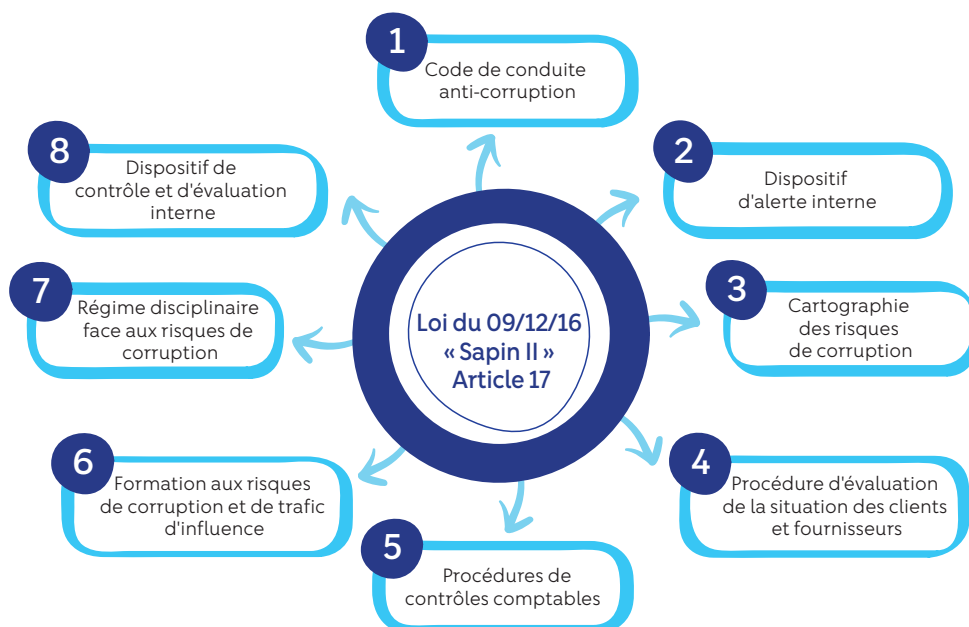 1
Code de conduite
anti-corruption
2
Dispositif
d'alerte interne
3
Cartographie
des risques
de corruption
4
Procédure d'évaluation
de la situation des clients
et fournisseurs
5
Procédures de
contrôles comptables
6
Formation aux risques
de corruption et de trafic
d'influence
7
Régime disciplinaire
face aux risques de
corruption
8
Dispositif de
contrôle et d'évaluation
interne
Loi du 09/12/16
« Sapin II »
Article 17